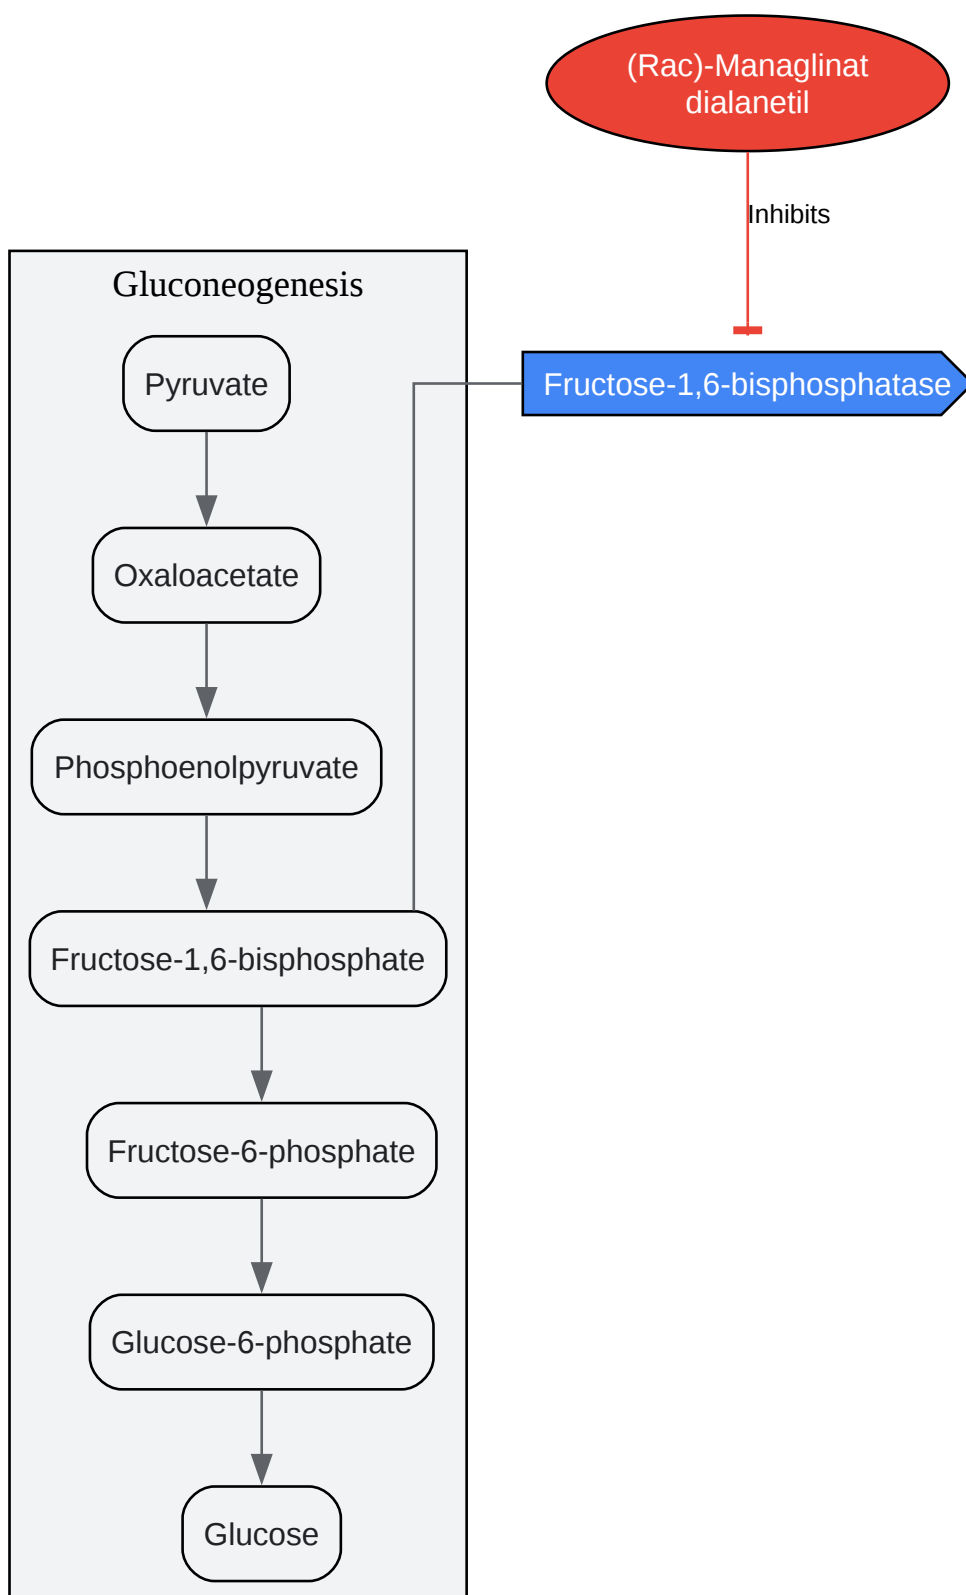 (Rac)-Managlinat
dialanetil
Inhibits
Gluconeogenesis
Pyruvate
Fructose-1,6-bisphosphatase
Oxaloacetate
Phosphoenolpyruvate
Fructose-1,6-bisphosphate
Fructose-6-phosphate
Glucose-6-phosphate
Glucose